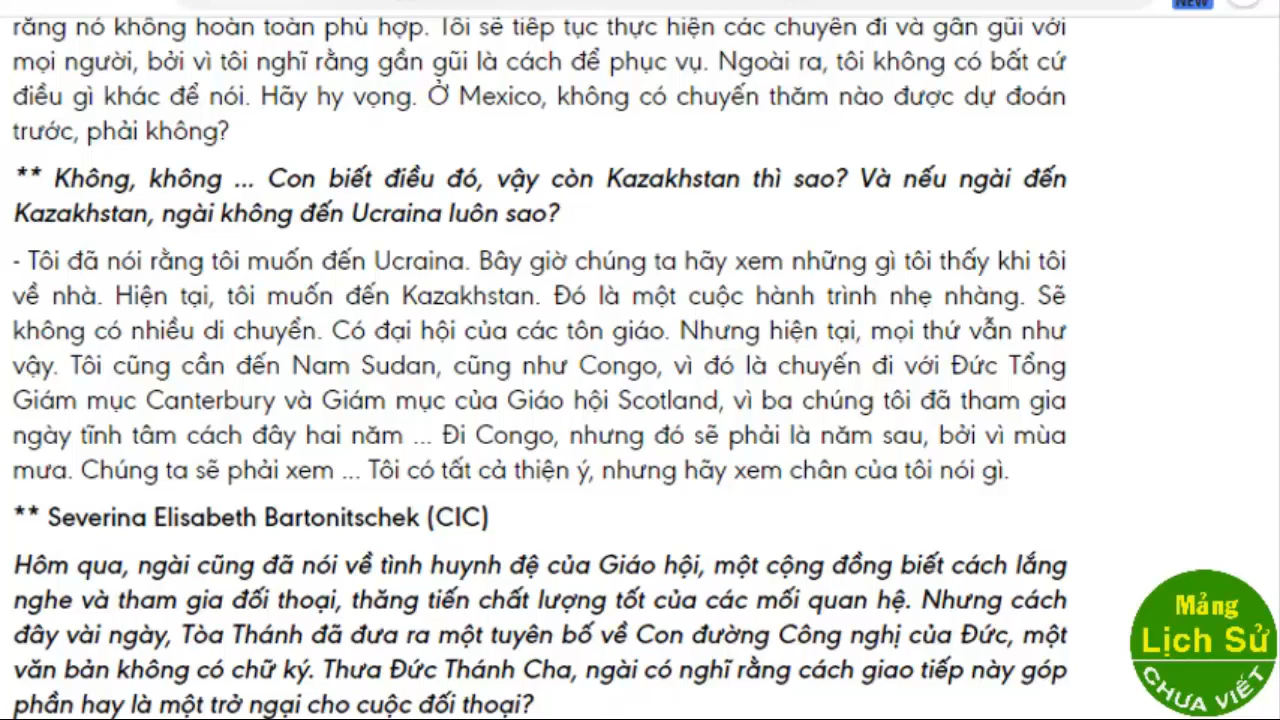 NEW
rằng nó không hoàn toàn phù hợp. Tôi sẽ tiếp tục thực hiện các chuyến đi và gần gũi với
mọi người, bởi vì tôi nghĩ rằng gần gũi là cách để phục vụ. Ngoài ra, tôi không có bất cứ
điều gì khác để nói. Hãy hy vọng. Ở Mexico, không có chuyến thăm nào được dự đoán
trước, phải không?
** Không, không ... Con biết điều đó, vậy còn Kazakhstan thì sao? Và nếu ngài đến
Kazakhstan, ngài không đến Ucraina luôn sao?
- Tôi đã nói rằng tôi muốn đến Ucraina. Bây giờ chúng ta hãy xem những gì tôi thấy khi tôi
về nhà. Hiện tại, tôi muốn đến Kazakhstan. Đó là một cuộc hành trình nhẹ nhàng. Sẽ
không có nhiều di chuyển. Có đại hội của các tôn giáo. Nhưng hiện tại, mọi thứ vẫn như
vậy. Tôi cũng cần đến Nam Sudan, cũng như Congo, vì đó là chuyến đi với Đức Tổng
Giám mục Canterbury và Giám mục của Giáo hội Scotland, vì ba chúng tôi đã tham gia
ngày tĩnh tâm cách đây hai năm ... Đi Congo, nhưng đó sẽ phải là năm sau, bởi vì mùa
mưa. Chúng ta sẽ phải xem ... Tôi có tất cả thiện ý, nhưng hãy xem chân của tôi nói gì.
** Severina Elisabeth Bartonitschek (CIC)
Hôm qua, ngài cũng đã nói về tình huynh đệ của Giáo hội, một cộng đồng biết cách lắng
nghe và tham gia đối thoại, thăng tiến chất lượng tốt của các mối quan hệ. Nhưng cách
đây vài ngày, Tòa Thánh đã đưa ra một tuyên bố về Con đường Công nghị của Đức, một
văn bản không có chữ ký. Thưa Đức Thánh Cha, ngài có nghĩ rằng cách giao tiếp này góp
phần hay là một trở ngại cho cuộc đối thoại?
Mảng
Lịch Sử
CHƯA VIẾT